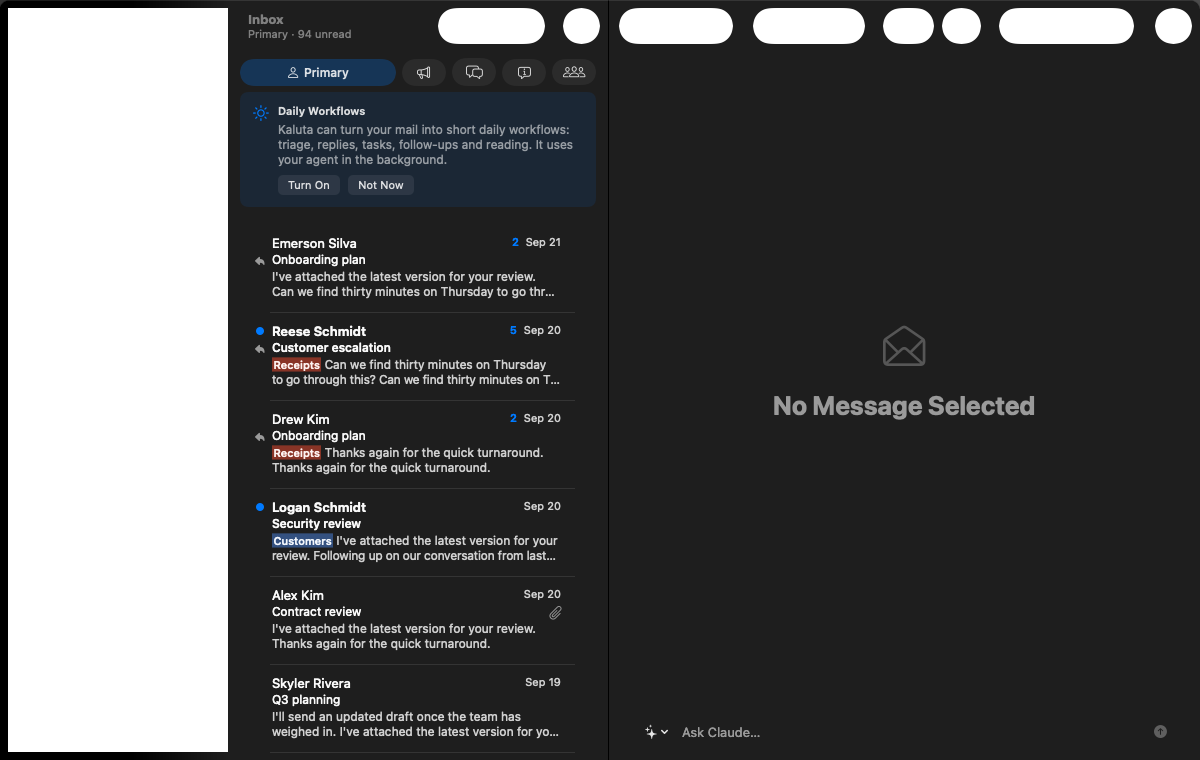 Inbox
Primary · 94 unread
Primary
Daily Workflows
Kaluta can turn your mail into short daily workflows:
triage, replies, tasks, follow-ups and reading. It uses
your agent in the background.
Turn On
Not Now
Emerson Silva
2 Sep 21
Onboarding plan
I've attached the latest version for your review.
Can we find thirty minutes on Thursday to go thr...
Reese Schmidt
5 Sep 20
Customer escalation
Receipts Can we find thirty minutes on Thursday
to go through this? Can we find thirty minutes on T...
Drew Kim
2 Sep 20
Onboarding plan
Receipts Thanks again for the quick turnaround.
Thanks again for the quick turnaround.
Logan Schmidt
Sep 20
Security review
Customers I've attached the latest version for your
review. Following up on our conversation from last...
Alex Kim
Sep 20
Contract review
I've attached the latest version for your review.
Thanks again for the quick turnaround.
Skyler Rivera
Sep 19
Q3 planning
I'll send an updated draft once the team has
weighed in. I've attached the latest version for yo...
No Message Selected
Ask Claude...